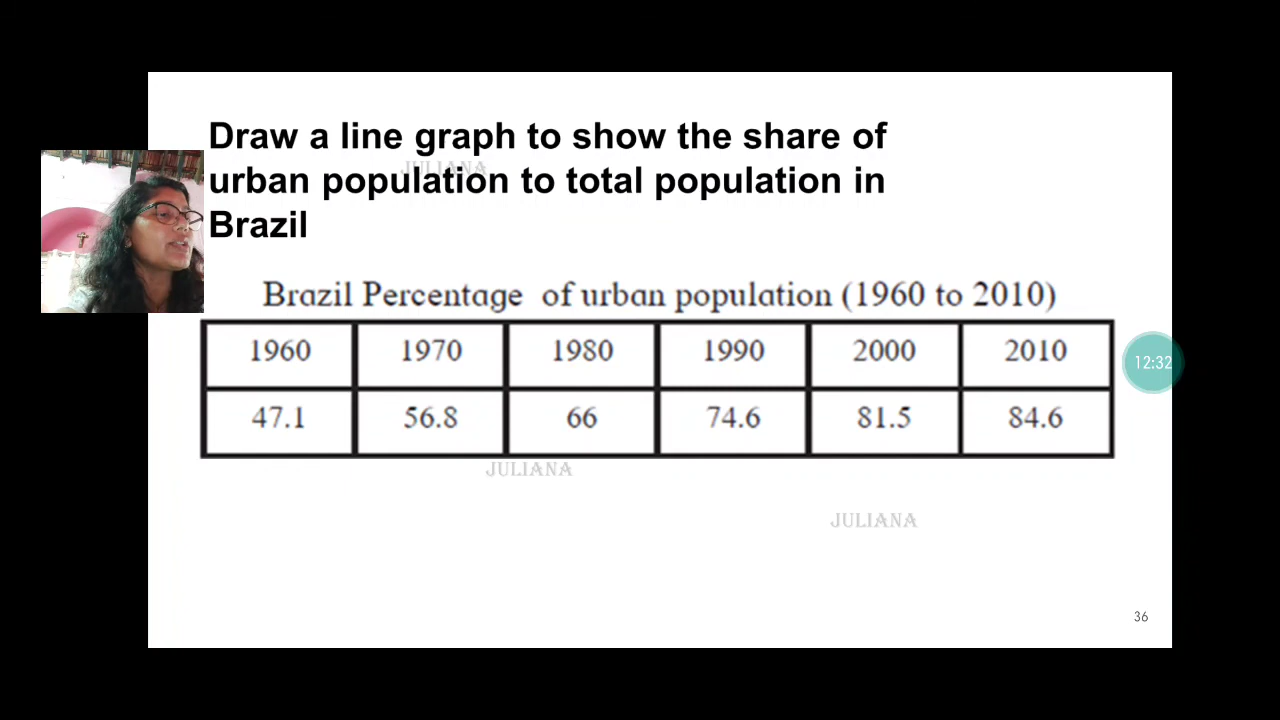 Draw a line graph to show the share of
JULIANA
urban population to total population in
Brazil
Brazil Percentage of urban population (1960 to 2010)
1960 1970 1980 1990 2000 2010
12:32
47.1 56.8 66 74.6 81.5 84.6
JULIANA
JULIANA
36